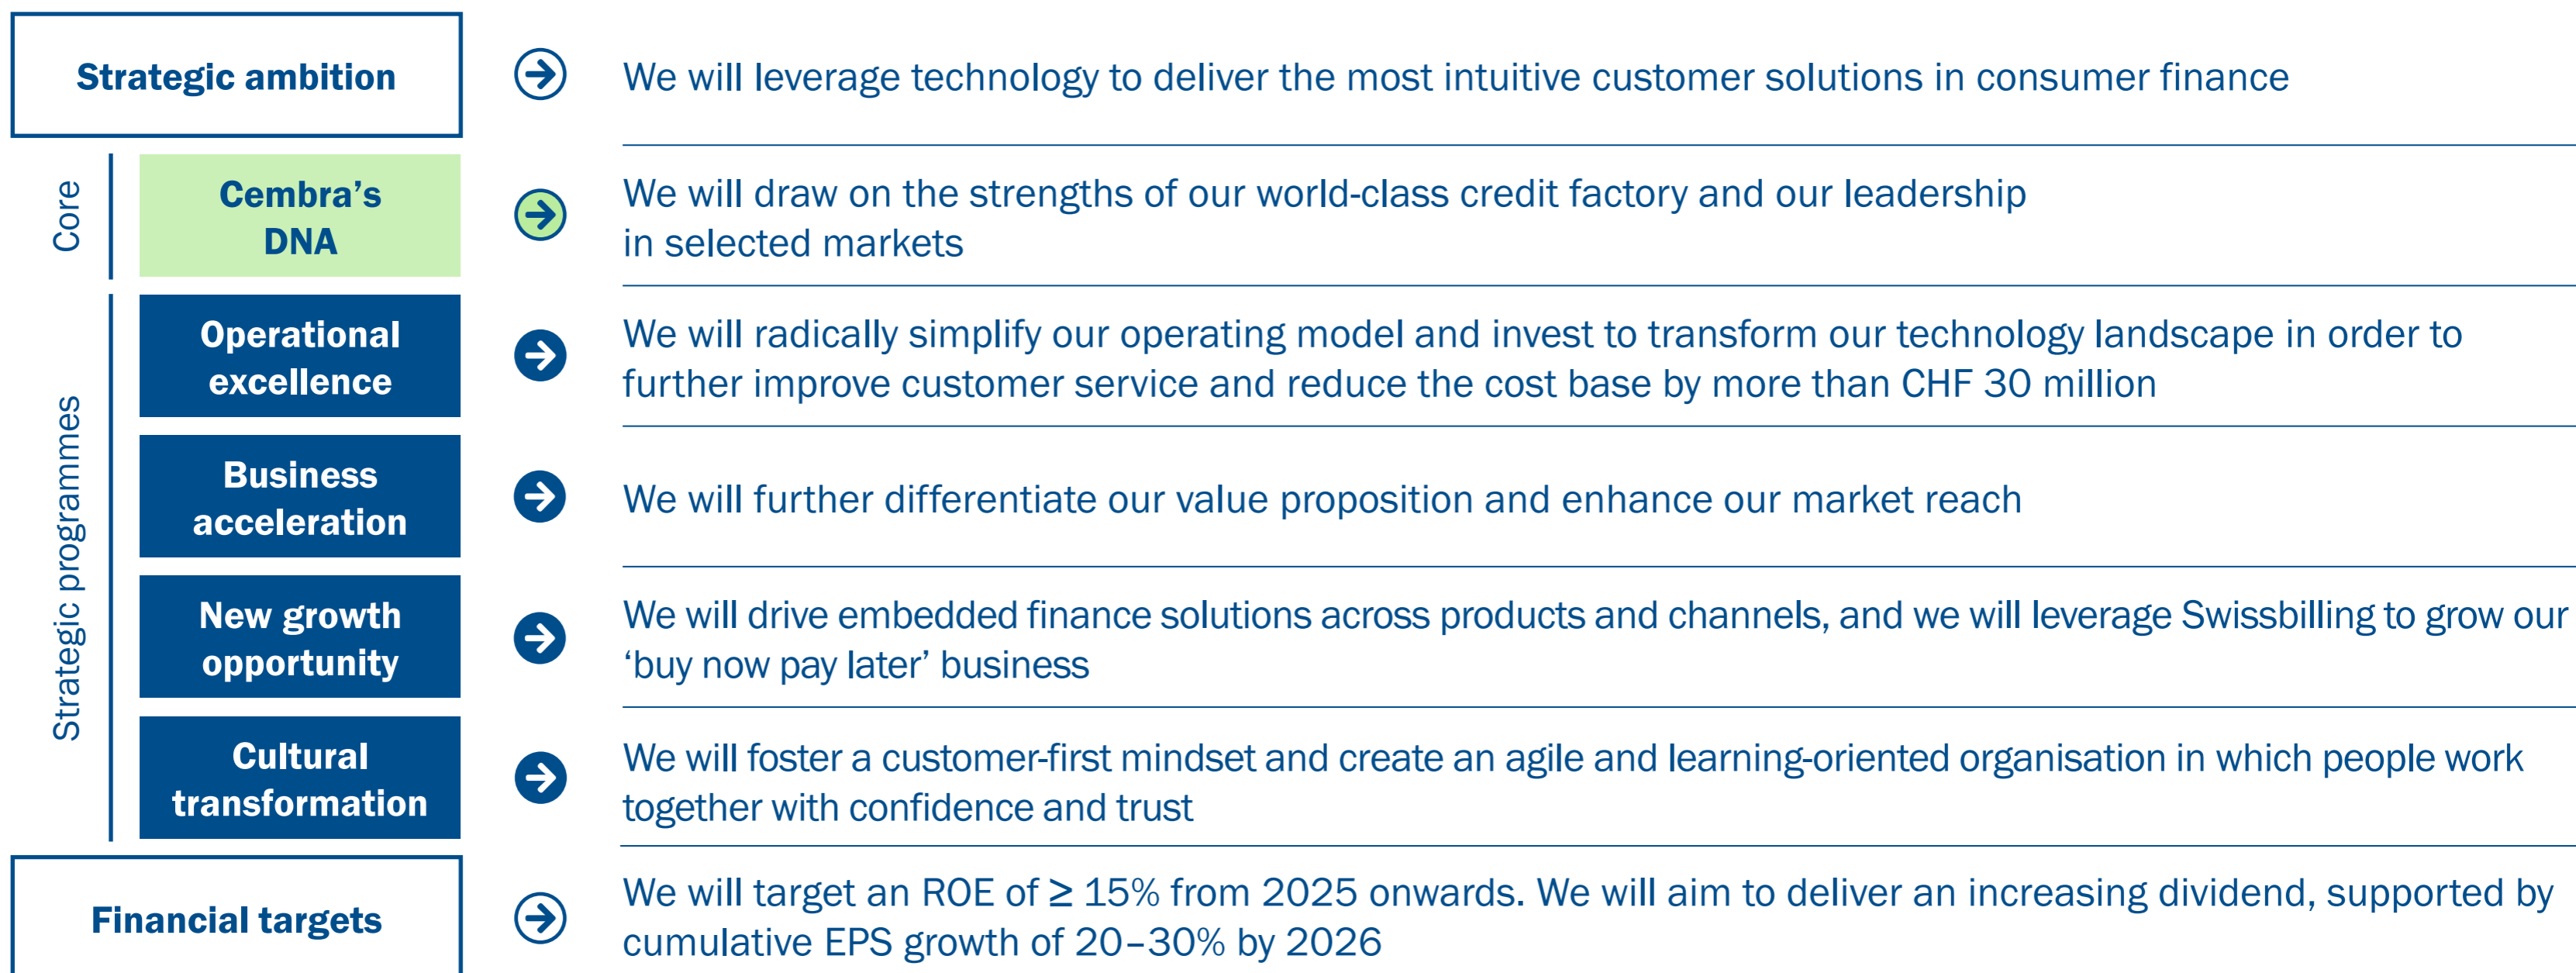 Strategic ambition
We will leverage technology to deliver the most intuitive customer solutions in consumer finance
Core
Cembra’s
DNA
We will draw on the strengths of our world-class credit factory and our leadership
in selected markets
Strategic programmes
Operational
excellence
We will radically simplify our operating model and invest to transform our technology landscape in order to
further improve customer service and reduce the cost base by more than CHF 30 million
Business
acceleration
We will further differentiate our value proposition and enhance our market reach
New growth
opportunity
We will drive embedded finance solutions across products and channels, and we will leverage Swissbilling to grow our
‘buy now pay later’ business
Cultural
transformation
We will foster a customer-first mindset and create an agile and learning-oriented organisation in which people work
together with confidence and trust
Financial targets
We will target an ROE of ≥ 15% from 2025 onwards. We will aim to deliver an increasing dividend, supported by
cumulative EPS growth of 20–30% by 2026